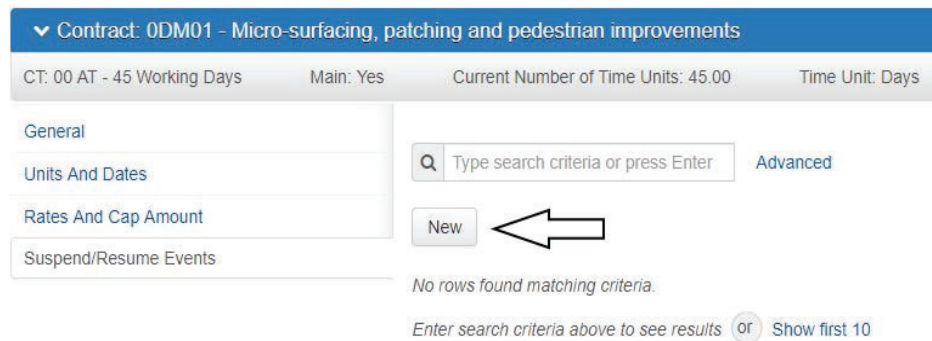 Contract: 0DM01 - Micro-surfacing, patching and pedestrian improvements
CT: 00 AT - 45 Working Days Main: Yes Current Number of Time Units: 45.00 Time Unit: Days
General
Units And Dates
Rates And Cap Amount
Suspend/Resume Events
Type search criteria or press Enter Advanced
New
No rows found matching criteria.
Enter search criteria above to see results or Show first 10